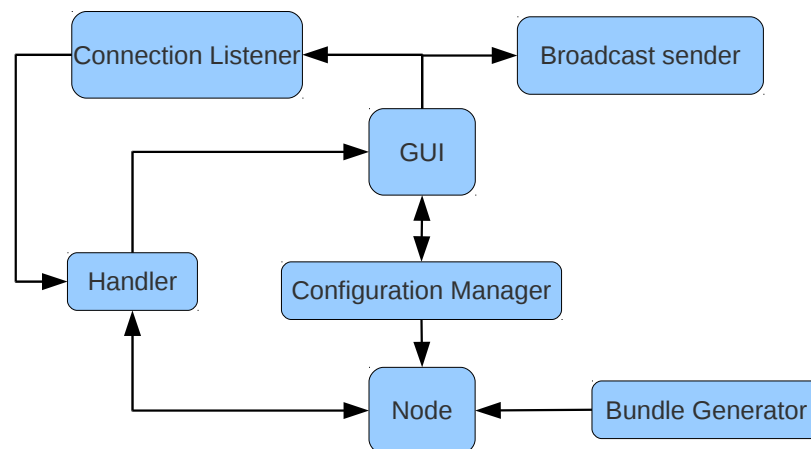 Connection Listener
Broadcast sender
GUI
Handler
Configuration Manager
Node
Bundle Generator